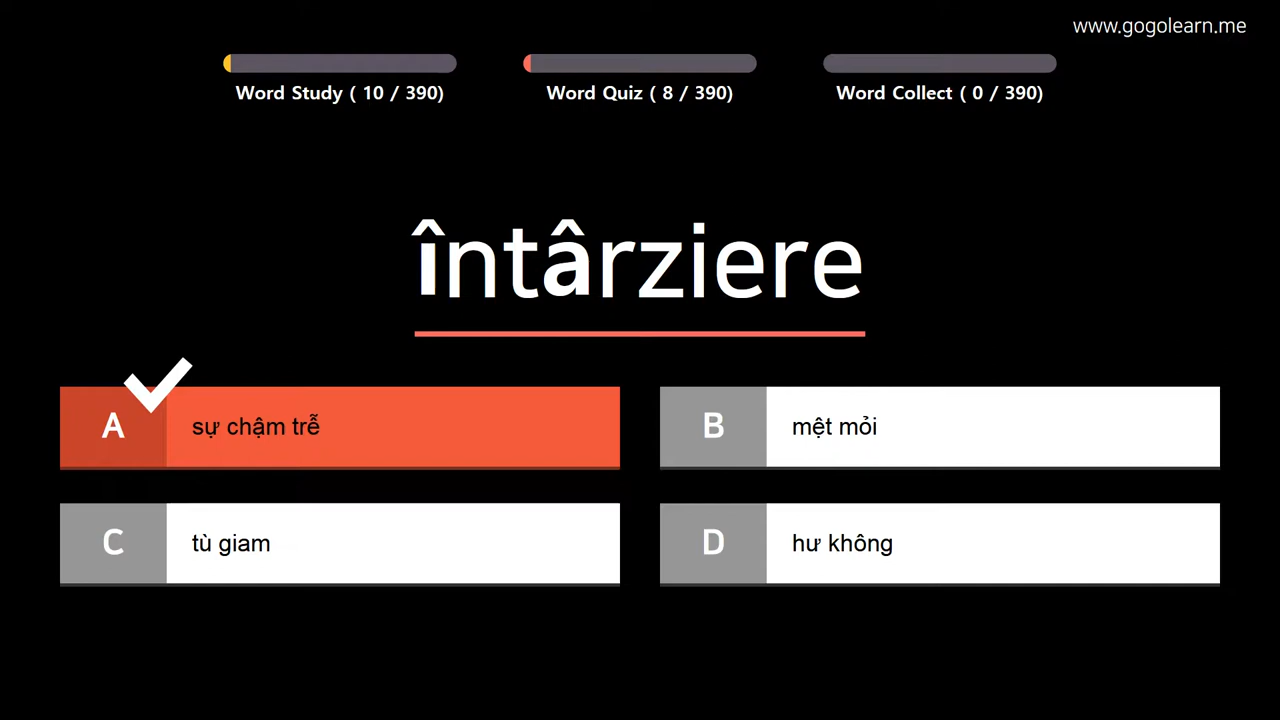 www.gogolearn.me
Word Study ( 10 / 390)
Word Quiz ( 8 / 390)
Word Collect ( 0 / 390)
întârziere
A sự chậm trễ
B mệt mỏi
C tù giam
D hư không